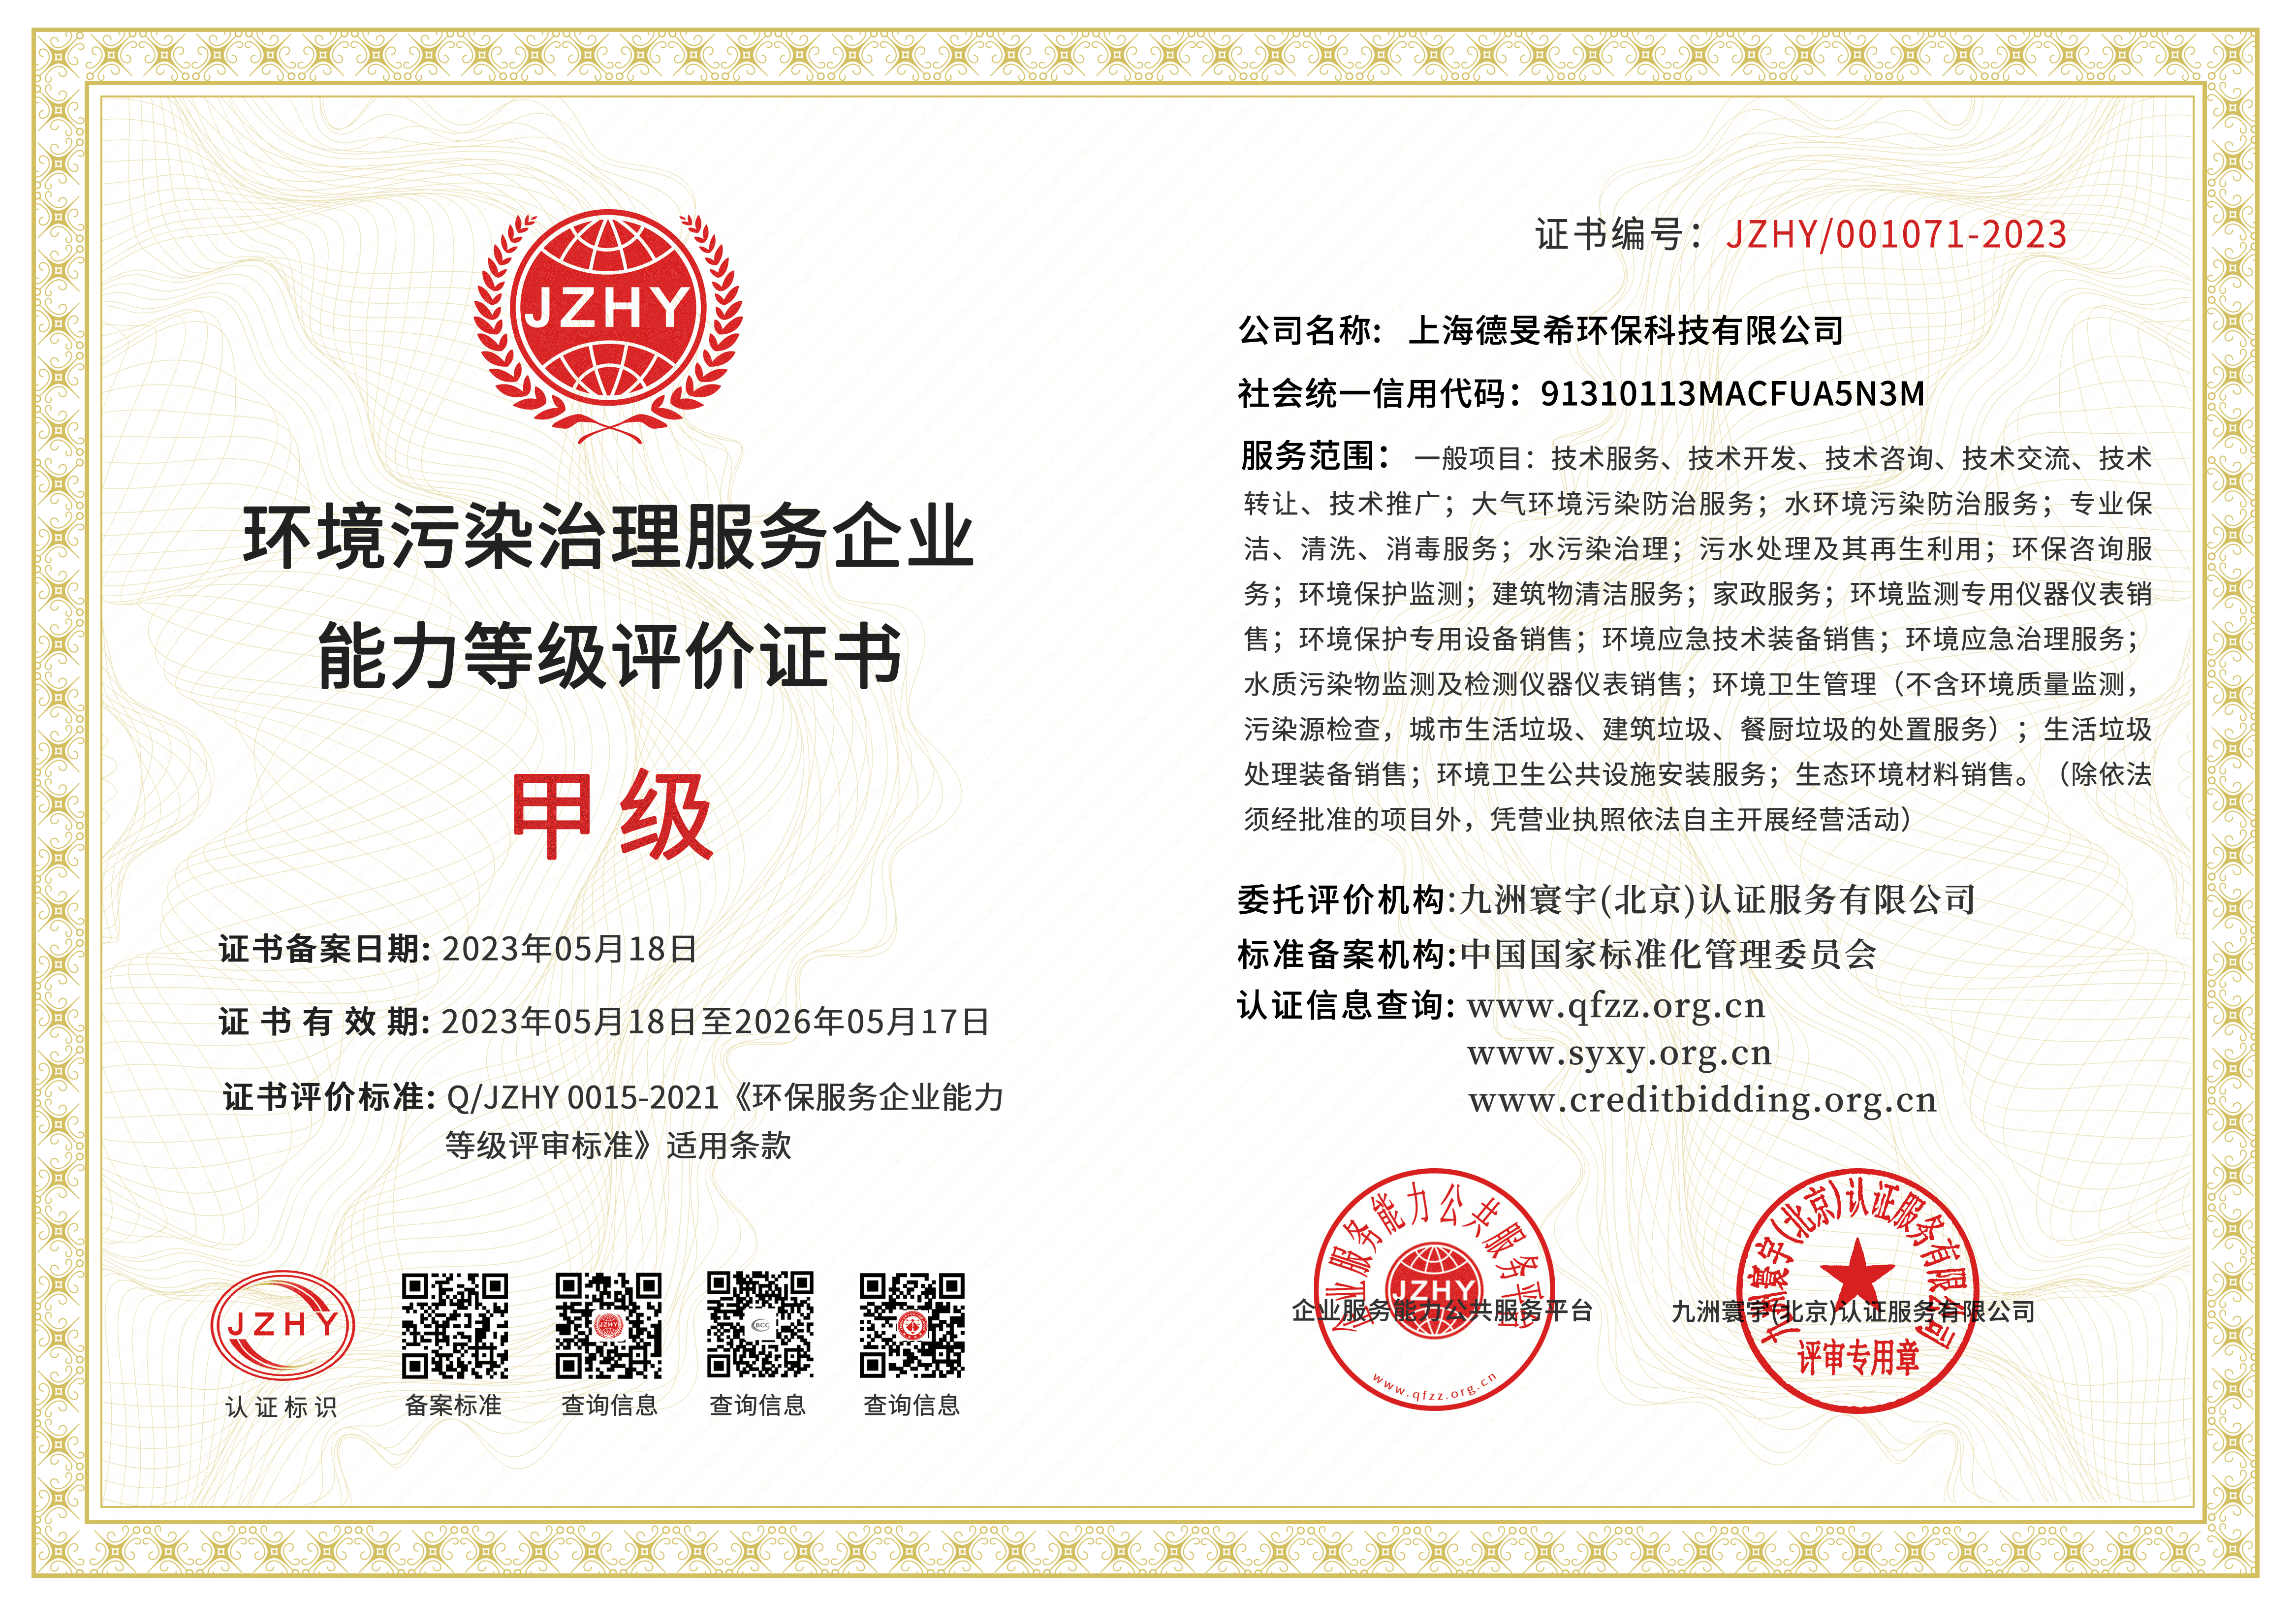 JZHY
环境污染治理服务企业
能力等级评价证书
甲级
证书备案日期: 2023年05月18日
证书有效期: 2023年05月18日至2026年05月17日
证书评价标准: Q/JZHY 0015-2021《环保服务企业能力
等级评审标准》适用条款
JZHY
认证标识
备案标准
JZHY
查询信息
BCC
查询信息
查询信息
证书编号：JZHY/001071-2023
公司名称: 上海德旻希环保科技有限公司
社会统一信用代码：91310113MACFUA5N3M
服务范围： 一般项目：技术服务、技术开发、技术咨询、技术交流、技术
转让、技术推广；大气环境污染防治服务；水环境污染防治服务；专业保
洁、清洗、消毒服务；水污染治理；污水处理及其再生利用；环保咨询服
务；环境保护监测；建筑物清洁服务；家政服务；环境监测专用仪器仪表销
售；环境保护专用设备销售；环境应急技术装备销售；环境应急治理服务；
水质污染物监测及检测仪器仪表销售；环境卫生管理（不含环境质量监测，
污染源检查，城市生活垃圾、建筑垃圾、餐厨垃圾的处置服务）；生活垃圾
处理装备销售；环境卫生公共设施安装服务；生态环境材料销售。（除依法
须经批准的项目外，凭营业执照依法自主开展经营活动）
委托评价机构:九洲寰宇(北京)认证服务有限公司
标准备案机构:中国国家标准化管理委员会
认证信息查询: www.qfzz.org.cn
www.syxy.org.cn
www.creditbidding.org.cn
企业服务能力公共服务平台
JZHY
企业服务能力公共服务平台
www.qfzz.org.cn
九洲寰宇(北京)认证服务有限公司
九洲寰宇(北京)认证服务有限公司
评审专用章